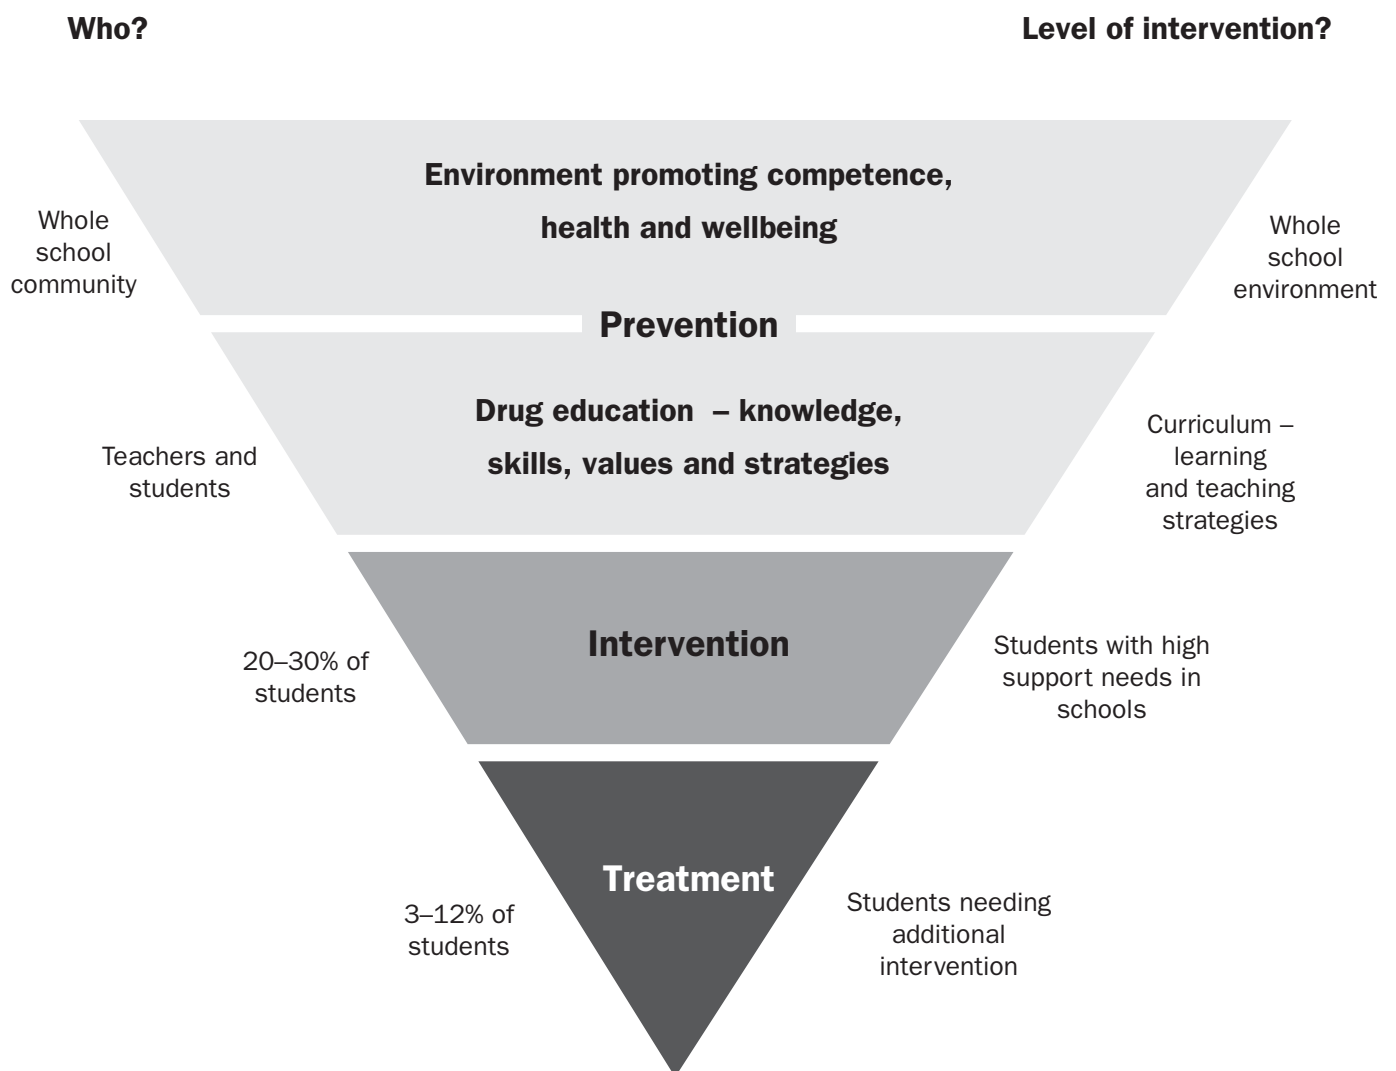 Who?
Level of intervention?
Environment promoting competence,
health and wellbeing
Whole
school
community
Whole
school
environment
Prevention
Drug education – knowledge,
skills, values and strategies
Teachers and
students
Curriculum –
learning
and teaching
strategies
Intervention
20–30% of
students
Students with high
support needs in
schools
Treatment
3–12% of
students
Students needing
additional
intervention